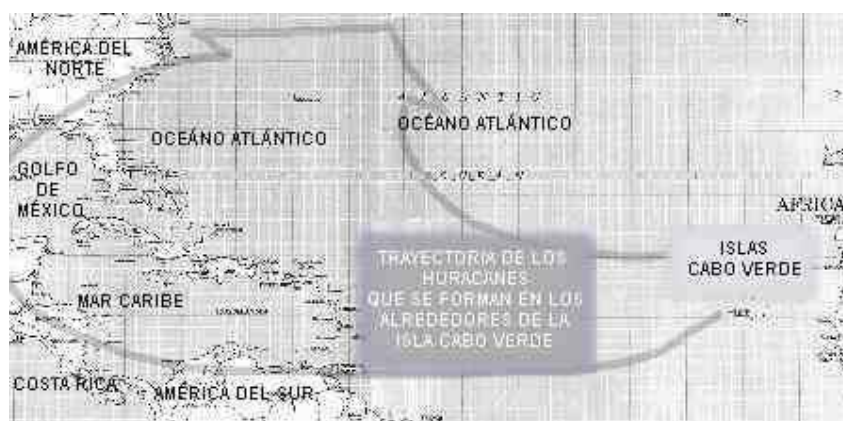 AMÉRICA DEL
NORTE
OCEÁNO ATLÁNTICO
OCÉANO ATLÁNTICO
GOLFO
DE
MÉXICO
AFRICA
ISLAS
CABO VERDE
TRAYECTORIA DE LOS
HURACANES
QUE SE FORMAN EN LOS
ALREDEDORES DE LA
ISLA CABO VERDE
MAR CARIBE
COSTA RICA
AMÉRICA DEL SUR